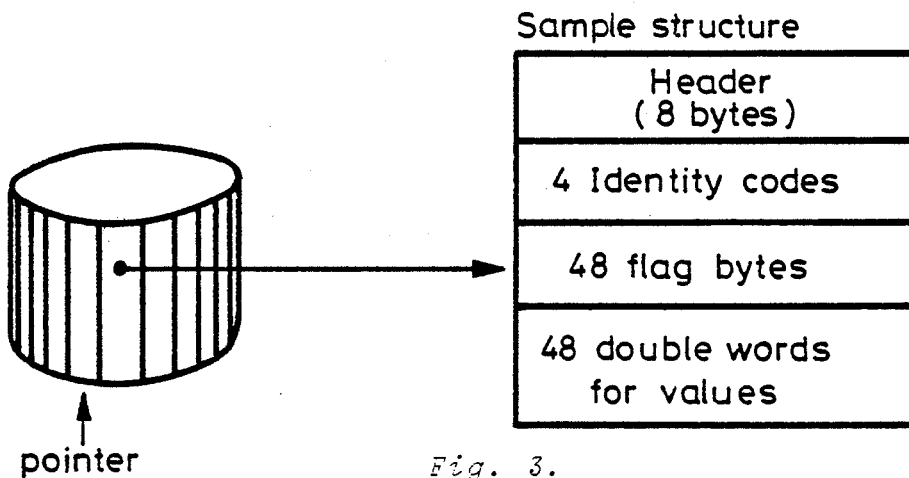 Sample structure
Header
(8 bytes)
4 Identity codes
48 flag bytes
48 double words
for values
pointer
Fig. 3.